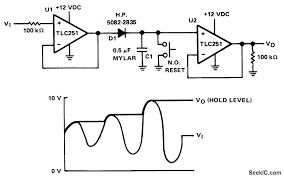 U1
+12 VDC
H.P.
5082-2835
+12 VDC
U2
VI
100 kΩ
TLC251
D1
0.5 µF
MYLAR
C1
N.O.
RESET
TLC251
VO
100 kΩ
10 V
VO (HOLD LEVEL)
VI
0 V
SeekIC.com